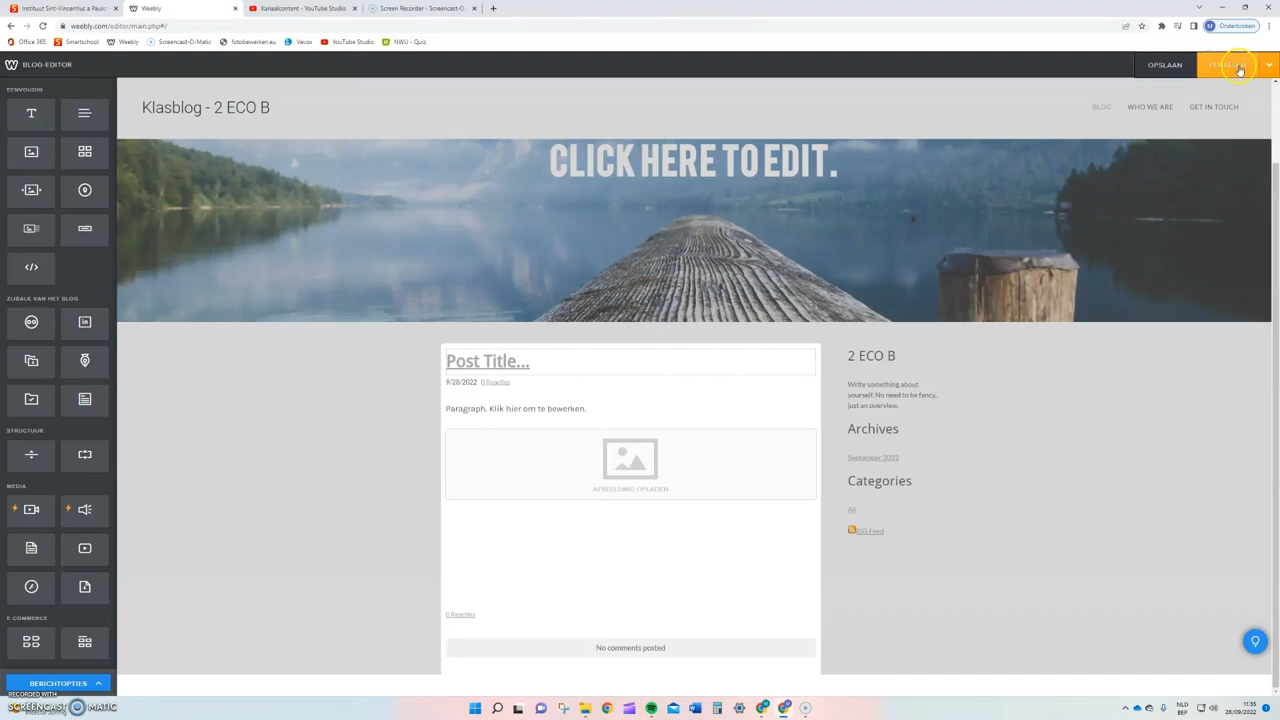 Instituut Sint-Vincentius a Paulo
Weebly
Kanaalcontent - YouTube Studio
Screen Recorder - Screencast-O
weebly.com/editor/main.php#/
Onderbroken
Office 365
Smartschool
Weebly
Screencast-O-Matic
fotobewerken.eu
Vevox
YouTube Studio
NWU - Quiz
BLOG-EDITOR
OPSLAAN
EENVOUDIG
Klasblog - 2 ECO B
BLOG
WHO WE ARE
GET IN TOUCH
CLICK HERE TO EDIT.
ZIJBALK VAN HET BLOG
Post Title...
9/28/2022 0 Reacties
Paragraph. Klik hier om te bewerken.
AFBEELDING OPLADEN
0 Reacties
No comments posted
2 ECO B
Write something about
yourself. No need to be fancy,
just an overview.
Archives
September 2022
Categories
All
RSS Feed
STRUCTUUR
MEDIA
E-COMMERCE
BERICHTOPTIES
RECORDED WITH
SCREENCAST MATIC
NLD
BEP
11:35
28/09/2022